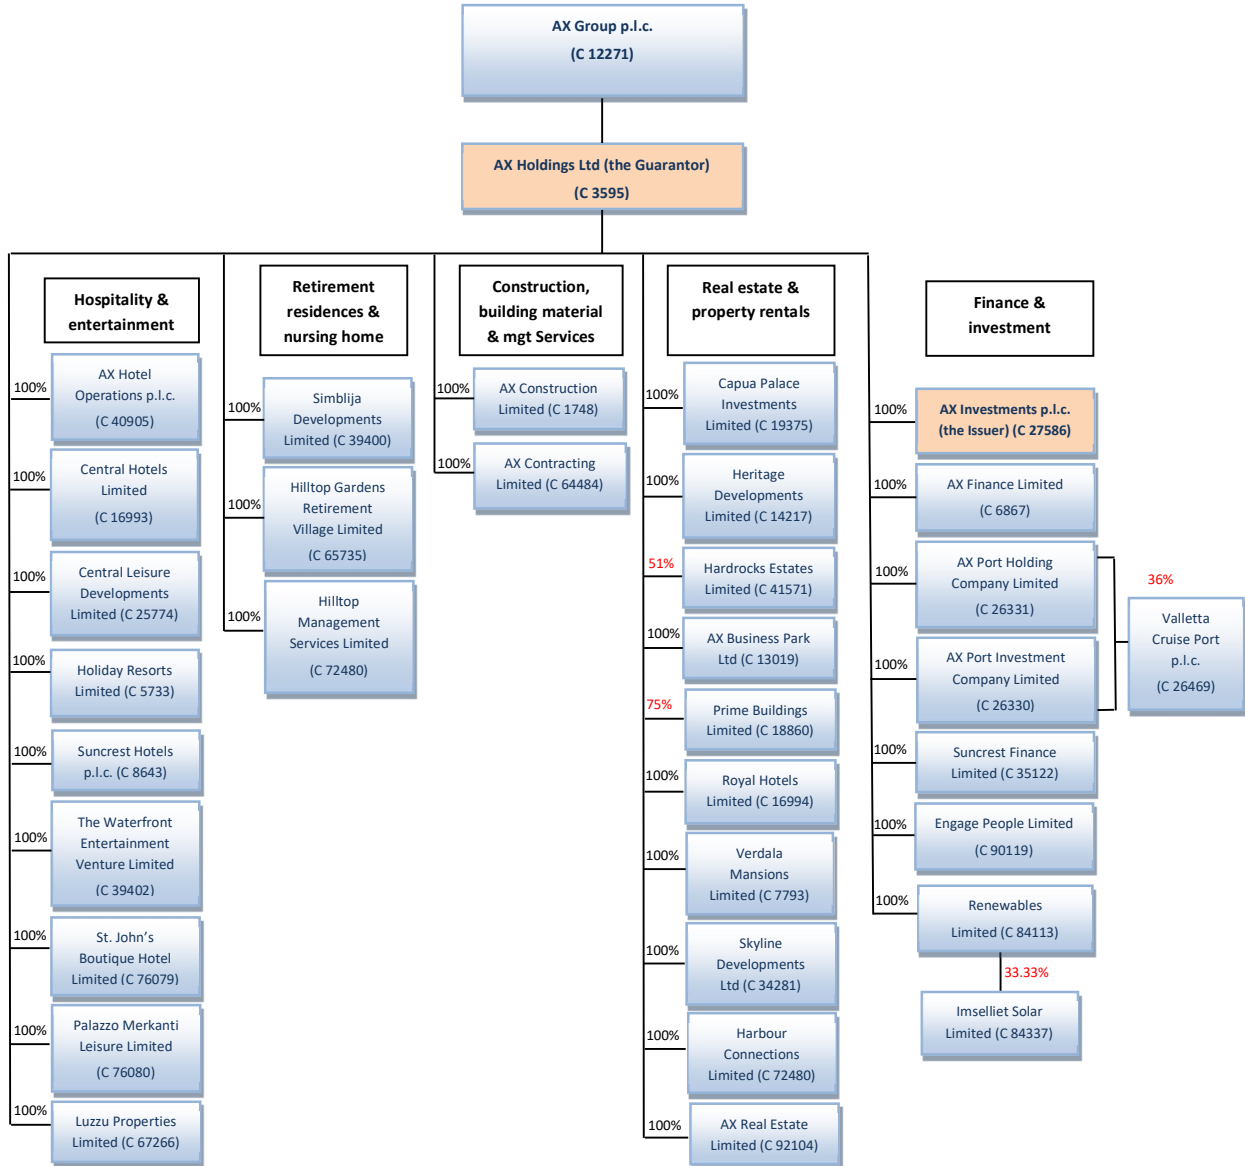 AX Group p.l.c.
(C 12271)
AX Holdings Ltd (the Guarantor)
(C 3595)
Hospitality &
entertainment
100%
AX Hotel
Operations p.l.c.
(C 40905)
100%
Central Hotels
Limited
(C 16993)
100%
Central Leisure
Developments
Limited (C 25774)
100%
Holiday Resorts
Limited (C 5733)
100%
Suncrest Hotels
p.l.c. (C 8643)
100%
The Waterfront
Entertainment
Venture Limited
(C 39402)
100%
St. John’s
Boutique Hotel
Limited (C 76079)
100%
Palazzo Merkanti
Leisure Limited
(C 76080)
100%
Luzzu Properties
Limited (C 67266)
Retirement
residences &
nursing home
100%
Simblija
Developments
Limited (C 39400)
100%
Hilltop Gardens
Retirement
Village Limited
(C 65735)
100%
Hilltop
Management
Services Limited
(C 72480)
Construction,
building material
& mgt Services
100%
AX Construction
Limited (C 1748)
100%
AX Contracting
Limited (C 64484)
Real estate &
property rentals
100%
Capua Palace
Investments
Limited (C 19375)
100%
Heritage
Developments
Limited (C 14217)
51%
Hardrocks Estates
Limited (C 41571)
100%
AX Business Park
Ltd (C 13019)
75%
Prime Buildings
Limited (C 18860)
100%
Royal Hotels
Limited (C 16994)
100%
Verdala
Mansions
Limited (C 7793)
100%
Skyline
Developments
Ltd (C 34281)
100%
Harbour
Connections
Limited (C 72480)
100%
AX Real Estate
Limited (C 92104)
Finance &
investment
100%
AX Investments p.l.c.
(the Issuer) (C 27586)
100%
AX Finance Limited
(C 6867)
100%
AX Port Holding
Company Limited
(C 26331)
100%
AX Port Investment
Company Limited
(C 26330)
36%
Valletta
Cruise Port
p.l.c.
(C 26469)
100%
Suncrest Finance
Limited (C 35122)
100%
Engage People Limited
(C 90119)
100%
Renewables
Limited (C 84113)
33.33%
Imselliet Solar
Limited (C 84337)